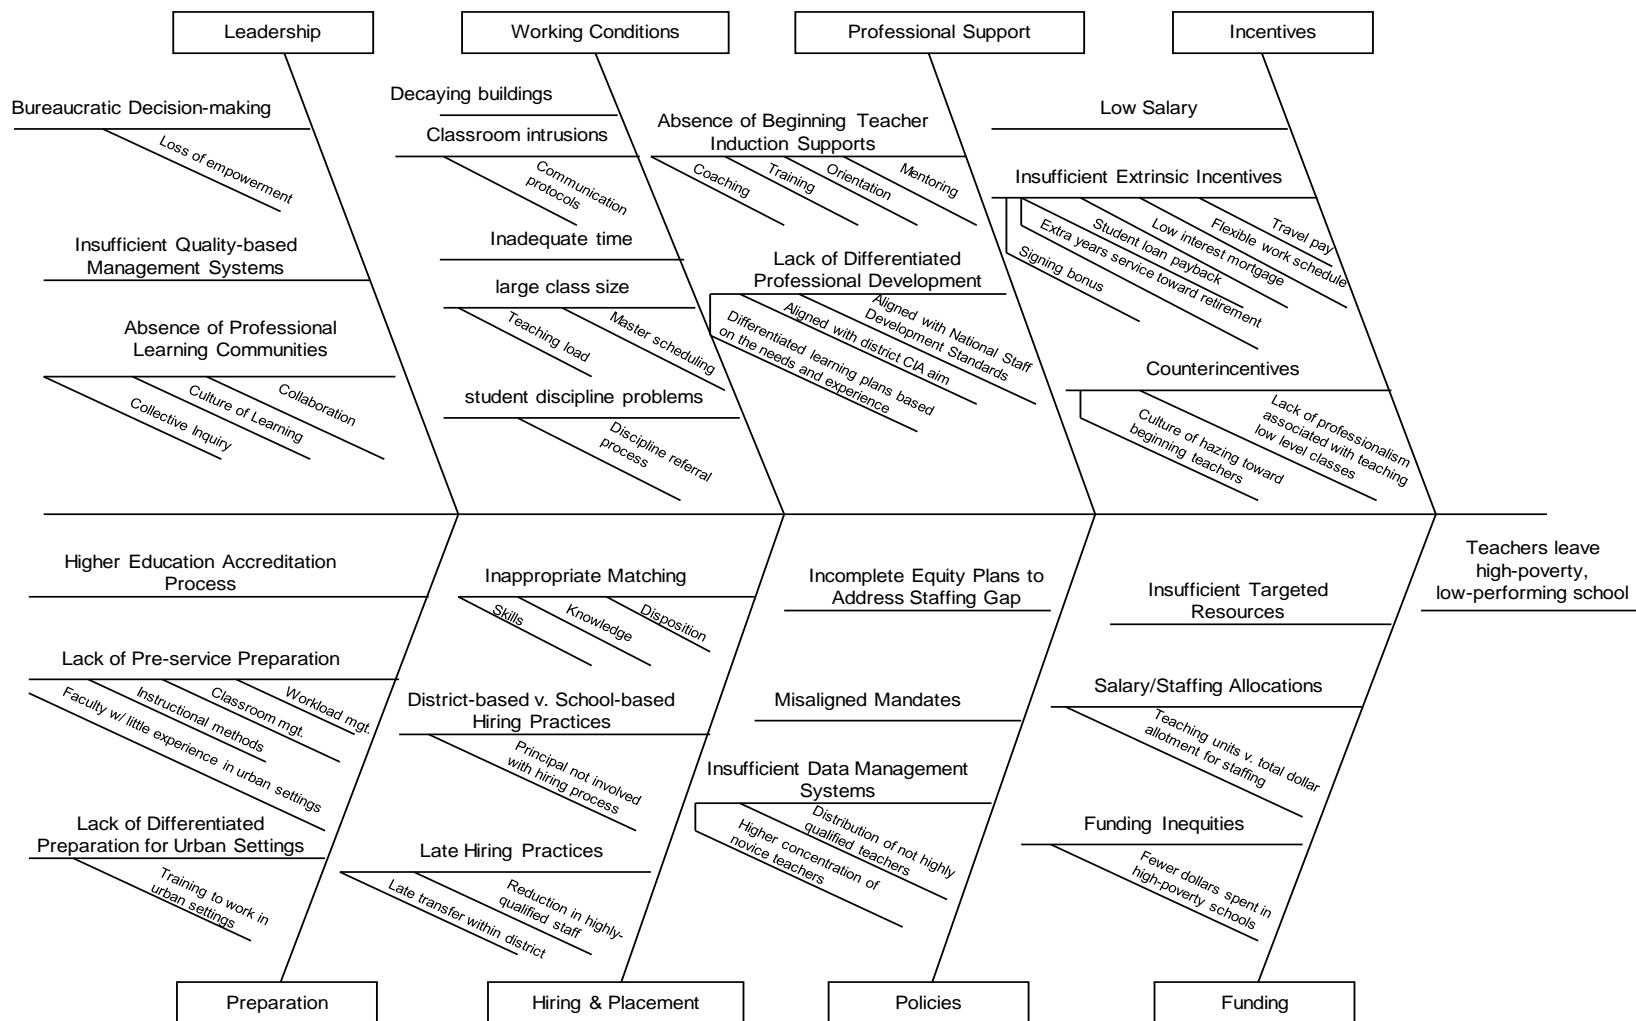 Leadership
Working Conditions
Professional Support
Incentives
Bureaucratic Decision-making
Loss of empowerment
Insufficient Quality-based
Management Systems
Absence of Professional
Learning Communities
Collective Inquiry
Culture of Learning
Collaboration
Decaying buildings
Classroom intrusions
Communication
protocols
Inadequate time
large class size
Teaching load
Master scheduling
student discipline problems
Discipline referral
process
Absence of Beginning Teacher
Induction Supports
Coaching
Training
Orientation
Mentoring
Lack of Differentiated
Professional Development
Differentiated learning plans based
on the needs and experience
Aligned with district CIA aim
Aligned with National Staff
Development Standards
Low Salary
Insufficient Extrinsic Incentives
Signing bonus
Extra years service toward retirement
Student loan payback
Low interest mortgage
Flexible work schedule
Travel pay
Counterincentives
Culture of hazing toward
beginning teachers
Lack of professionalism
associated with teaching
low level classes
Teachers leave
high-poverty,
low-performing school
Higher Education Accreditation
Process
Lack of Pre-service Preparation
Faculty w/ little experience in urban settings
Instructional methods
Classroom mgt.
Workload mgt.
Lack of Differentiated
Preparation for Urban Settings
Training to work in
urban settings
Inappropriate Matching
Skills
Knowledge
Disposition
District-based v. School-based
Hiring Practices
Principal not involved
with hiring process
Late Hiring Practices
Late transfer within district
Reduction in highly-
qualified staff
Incomplete Equity Plans to
Address Staffing Gap
Misaligned Mandates
Insufficient Data Management
Systems
Higher concentration of
novice teachers
Distribution of not highly
qualified teachers
Insufficient Targeted
Resources
Salary/Staffing Allocations
Teaching units v. total dollar
allotment for staffing
Funding Inequities
Fewer dollars spent in
high-poverty schools
Preparation
Hiring & Placement
Policies
Funding